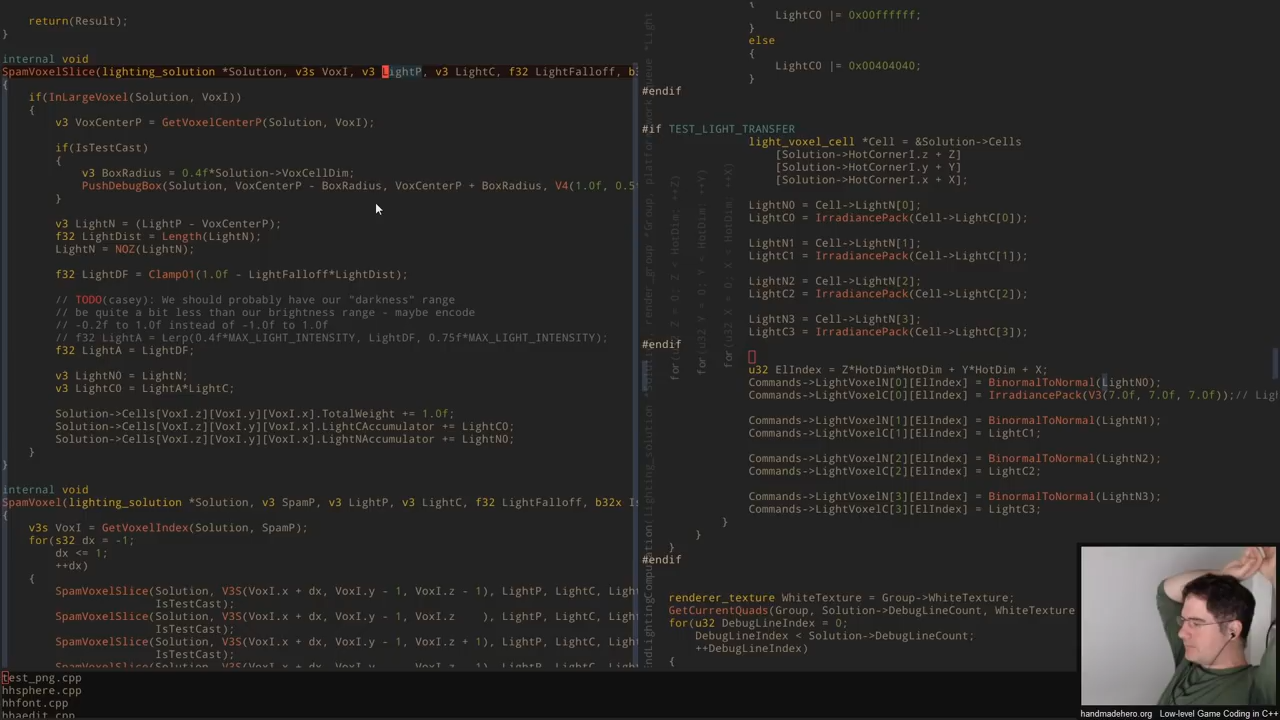 return(Result);
}
internal void
SpamVoxelSlice(lighting_solution *Solution, v3s VoxI, v3 LightP, v3 LightC, f32 LightFalloff, b3
{
if(InLargeVoxel(Solution, VoxI))
{
v3 VoxCenterP = GetVoxelCenterP(Solution, VoxI);
if(IsTestCast)
{
v3 BoxRadius = 0.4f*Solution->VoxCellDim;
PushDebugBox(Solution, VoxCenterP - BoxRadius, VoxCenterP + BoxRadius, V4(1.0f, 0.5
}
v3 LightN = (LightP - VoxCenterP);
f32 LightDist = Length(LightN);
LightN = NOZ(LightN);
f32 LightDF = Clamp01(1.0f - LightFalloff*LightDist);
// TODO(casey): We should probably have our "darkness" range
// be quite a bit less than our brightness range - maybe encode
// -0.2f to 1.0f instead of -1.0f to 1.0f
// f32 LightA = Lerp(0.4f*MAX_LIGHT_INTENSITY, LightDF, 0.75f*MAX_LIGHT_INTENSITY);
f32 LightA = LightDF;
v3 LightN0 = LightN;
v3 LightC0 = LightA*LightC;
Solution->Cells[VoxI.z][VoxI.y][VoxI.x].TotalWeight += 1.0f;
Solution->Cells[VoxI.z][VoxI.y][VoxI.x].LightCAccumulator += LightC0;
Solution->Cells[VoxI.z][VoxI.y][VoxI.x].LightNAccumulator += LightN0;
}
}
internal void
SpamVoxel(lighting_solution *Solution, v3 SpamP, v3 LightP, v3 LightC, f32 LightFalloff, b32x Is
{
v3s VoxI = GetVoxelIndex(Solution, SpamP);
for(s32 dx = -1;
dx <= 1;
++dx)
{
SpamVoxelSlice(Solution, V3S(VoxI.x + dx, VoxI.y - 1, VoxI.z - 1), LightP, LightC, LightFal
IsTestCast);
SpamVoxelSlice(Solution, V3S(VoxI.x + dx, VoxI.y - 1, VoxI.z    ), LightP, LightC, LightFal
IsTestCast);
SpamVoxelSlice(Solution, V3S(VoxI.x + dx, VoxI.y - 1, VoxI.z + 1), LightP, LightC, LightFal
IsTestCast);
{
LightC0 |= 0x00ffffff;
}
else
{
LightC0 |= 0x00404040;
}
#endif
#if TEST_LIGHT_TRANSFER
light_voxel_cell *Cell = &Solution->Cells
[Solution->HotCornerI.z + Z]
[Solution->HotCornerI.y + Y]
[Solution->HotCornerI.x + X];
LightN0 = Cell->LightN[0];
LightC0 = IrradiancePack(Cell->LightC[0]);
LightN1 = Cell->LightN[1];
LightC1 = IrradiancePack(Cell->LightC[1]);
LightN2 = Cell->LightN[2];
LightC2 = IrradiancePack(Cell->LightC[2]);
LightN3 = Cell->LightN[3];
LightC3 = IrradiancePack(Cell->LightC[3]);
#endif
u32 ElIndex = Z*HotDim*HotDim + Y*HotDim + X;
Commands->LightVoxelN[0][ElIndex] = BinormalToNormal(LightN0);
Commands->LightVoxelC[0][ElIndex] = IrradiancePack(V3(7.0f, 7.0f, 7.0f));// Ligh
Commands->LightVoxelN[1][ElIndex] = BinormalToNormal(LightN1);
Commands->LightVoxelC[1][ElIndex] = LightC1;
Commands->LightVoxelN[2][ElIndex] = BinormalToNormal(LightN2);
Commands->LightVoxelC[2][ElIndex] = LightC2;
Commands->LightVoxelN[3][ElIndex] = BinormalToNormal(LightN3);
Commands->LightVoxelC[3][ElIndex] = LightC3;
}
}
}
#endif
renderer_texture WhiteTexture = Group->WhiteTexture;
GetCurrentQuads(Group, Solution->DebugLineCount, WhiteTexture
for(u32 DebugLineIndex = 0;
DebugLineIndex < Solution->DebugLineCount;
++DebugLineIndex)
{
test_png.cpp
hhsphere.cpp
hhfont.cpp
hhaedit.cpp
handmadehero.org Low-level Game Coding in C++